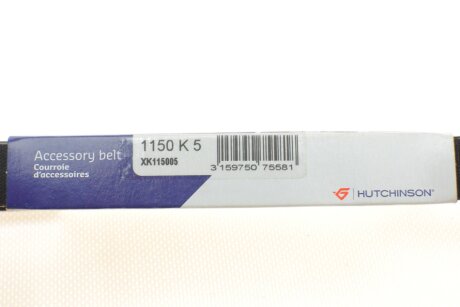 Accessory belt
Courroie
d'accessoires
1150 K 5
XK115005
3 159750 75581
HUTCHINSON®